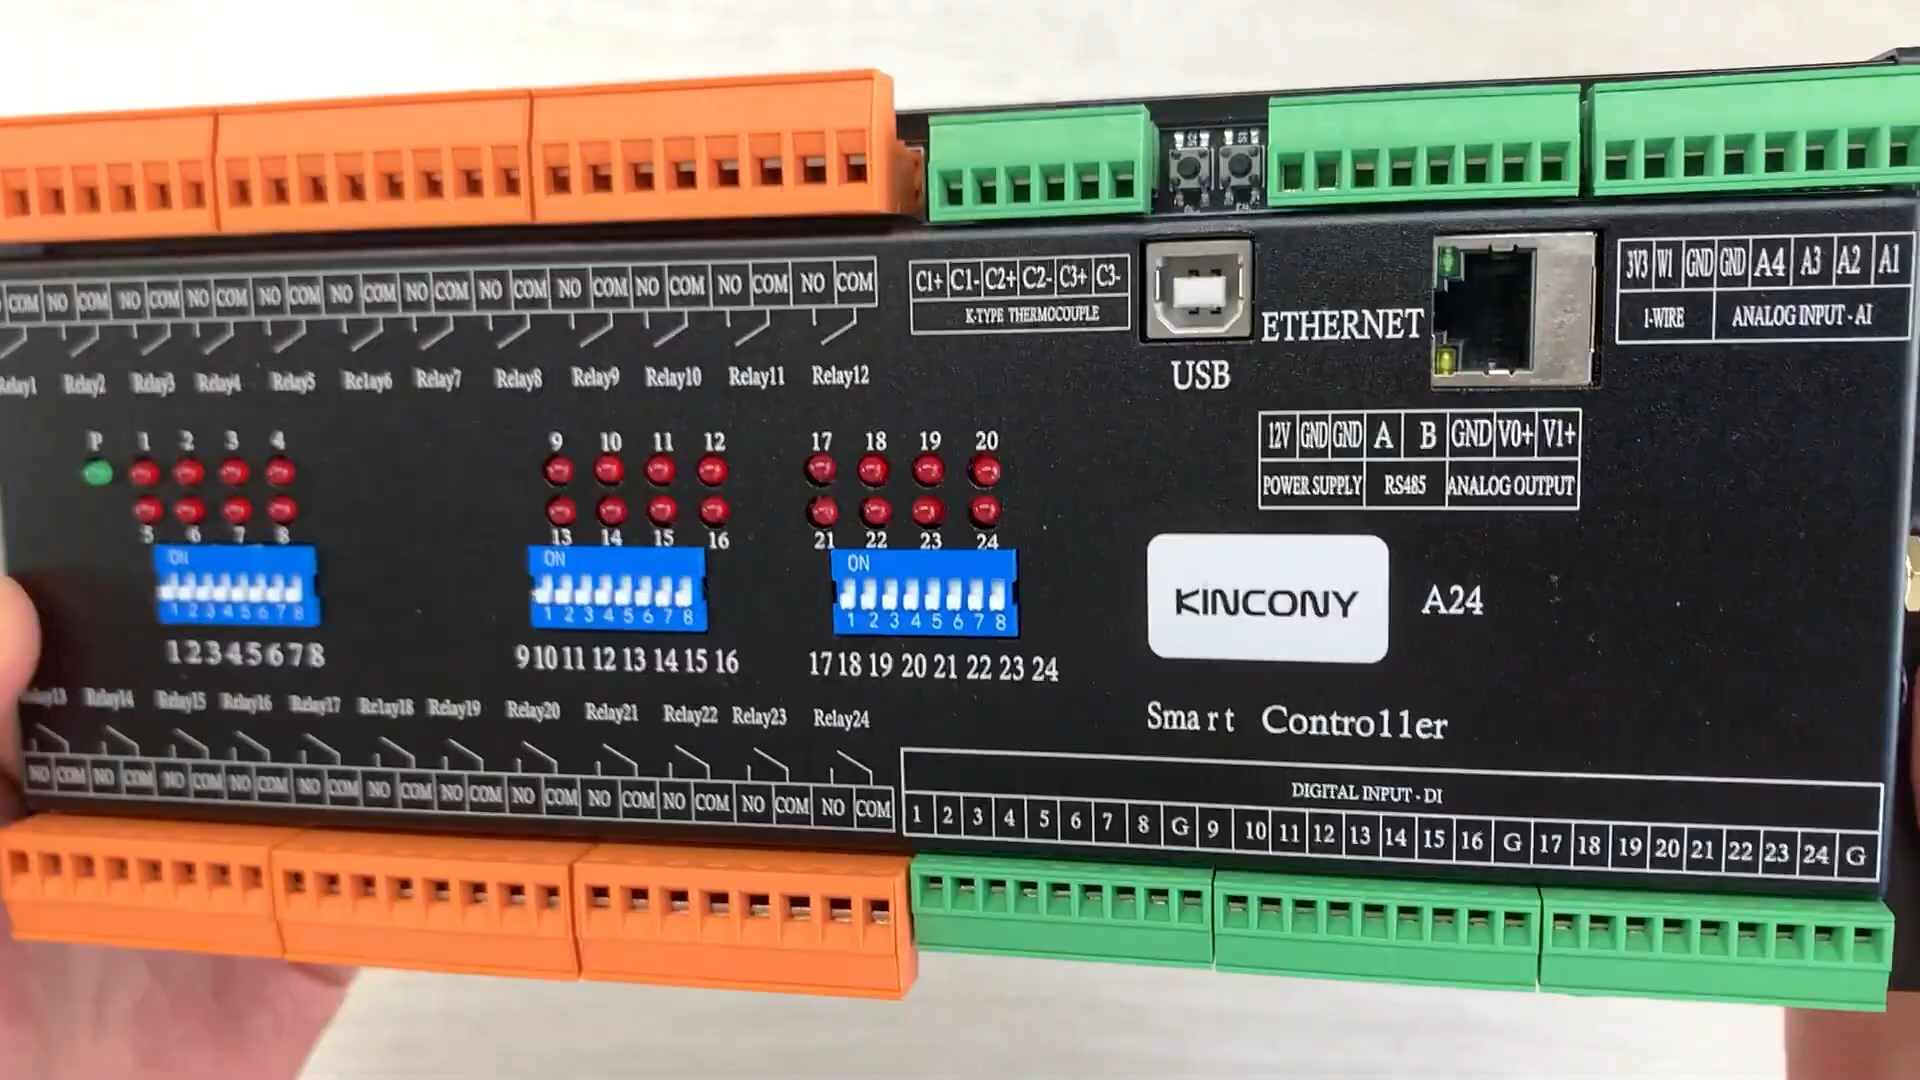 COM NO COM NO COM NO COM NO COM NO COM NO COM NO COM NO COM NO COM NO COM NO COM
C1+ C1- C2+ C2- C3+ C3-
K-TYPE THERMOCOUPLE
USB
ETHERNET
3V3 W1 GND GND A4 A3 A2 A1
1-WIRE ANALOG INPUT - AI
Relay1 Relay2 Relay3 Relay4 Relay5 Relay6 Relay7 Relay8 Relay9 Relay10 Relay11 Relay12
12V GND GND A B GND V0+ V1+
POWER SUPPLY RS485 ANALOG OUTPUT
P 1 2 3 4 9 10 11 12 17 18 19 20
5 6 7 8 13 14 15 16 21 22 23 24
ON ON ON
1 2 3 4 5 6 7 8 1 2 3 4 5 6 7 8 1 2 3 4 5 6 7 8
1 2 3 4 5 6 7 8 9 10 11 12 13 14 15 16 17 18 19 20 21 22 23 24
KINCONY A24
Smart Controller
Relay13 Relay14 Relay15 Relay16 Relay17 Relay18 Relay19 Relay20 Relay21 Relay22 Relay23 Relay24
NO COM NO COM NO COM NO COM NO COM NO COM NO COM NO COM NO COM NO COM NO COM NO COM
DIGITAL INPUT - DI
1 2 3 4 5 6 7 8 G 9 10 11 12 13 14 15 16 G 17 18 19 20 21 22 23 24 G